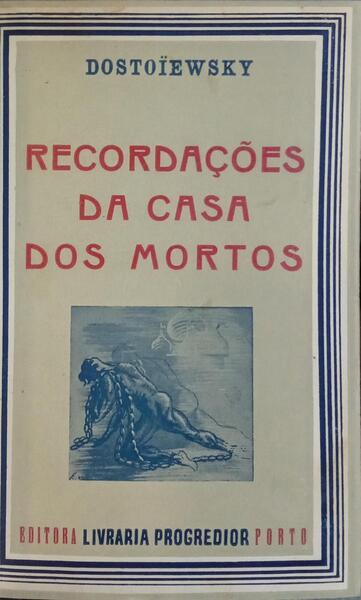 DOSTOÏEWSKY
RECORDAÇÕES
DA CASA
DOS MORTOS
EDITORA LIVRARIA PROGREDIOR PORTO